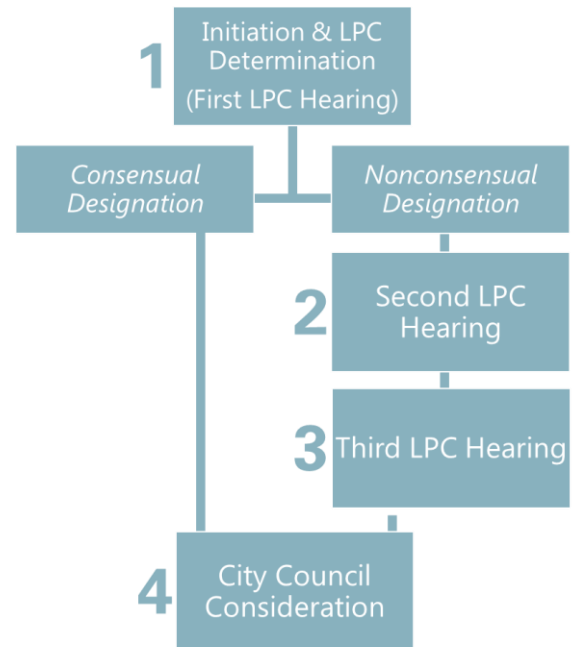 1
Initiation & LPC
Determination
(First LPC Hearing)
Consensual
Designation
Nonconsensual
Designation
2
Second LPC
Hearing
3
Third LPC Hearing
4
City Council
Consideration